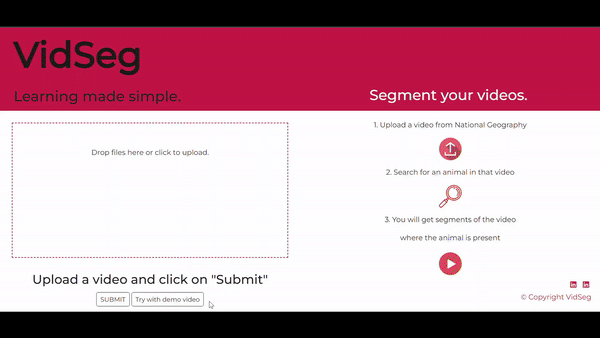 VidSeg
Learning made simple.
Segment your videos.
Drop files here or click to upload.
Upload a video and click on "Submit"
SUBMIT
Try with demo video
1. Upload a video from National Geography
2. Search for an animal in that video
3. You will get segments of the video
where the animal is present
in in
© Copyright VidSeg